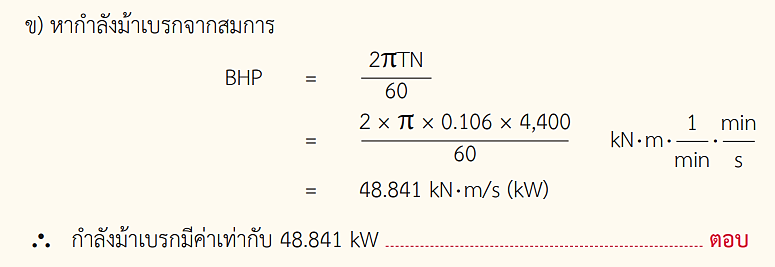 ข) หากำลังม้าเบรกจากสมการ
BHP = 2πTN / 60
= 2 × π × 0.106 × 4,400 / 60 kN·m· 1/min · min/s
= 48.841 kN·m/s (kW)
∴ กำลังม้าเบรกมีค่าเท่ากับ 48.841 kW ........................................ ตอบ